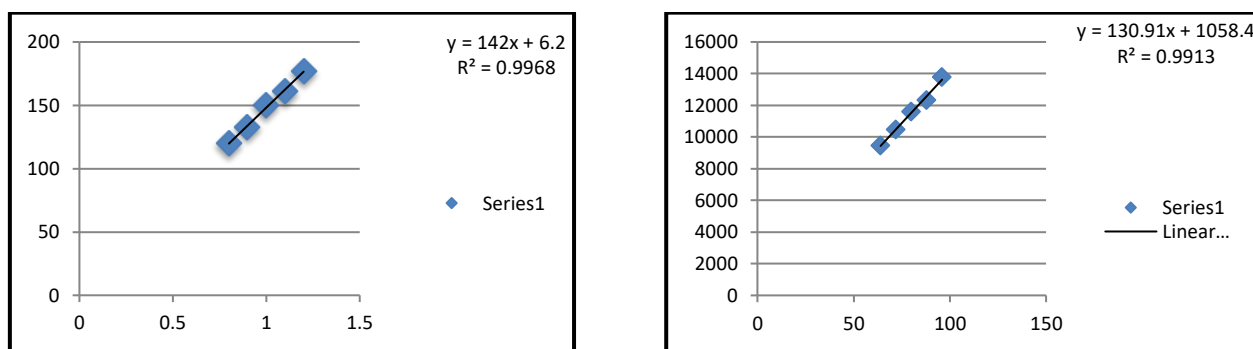 y = 142x + 6.2
R² = 0.9968
200
150
100
50
0
0 0.5 1 1.5
Series1
y = 130.91x + 1058.4
R² = 0.9913
16000
14000
12000
10000
8000
6000
4000
2000
0
0 50 100 150
Series1
Linear...